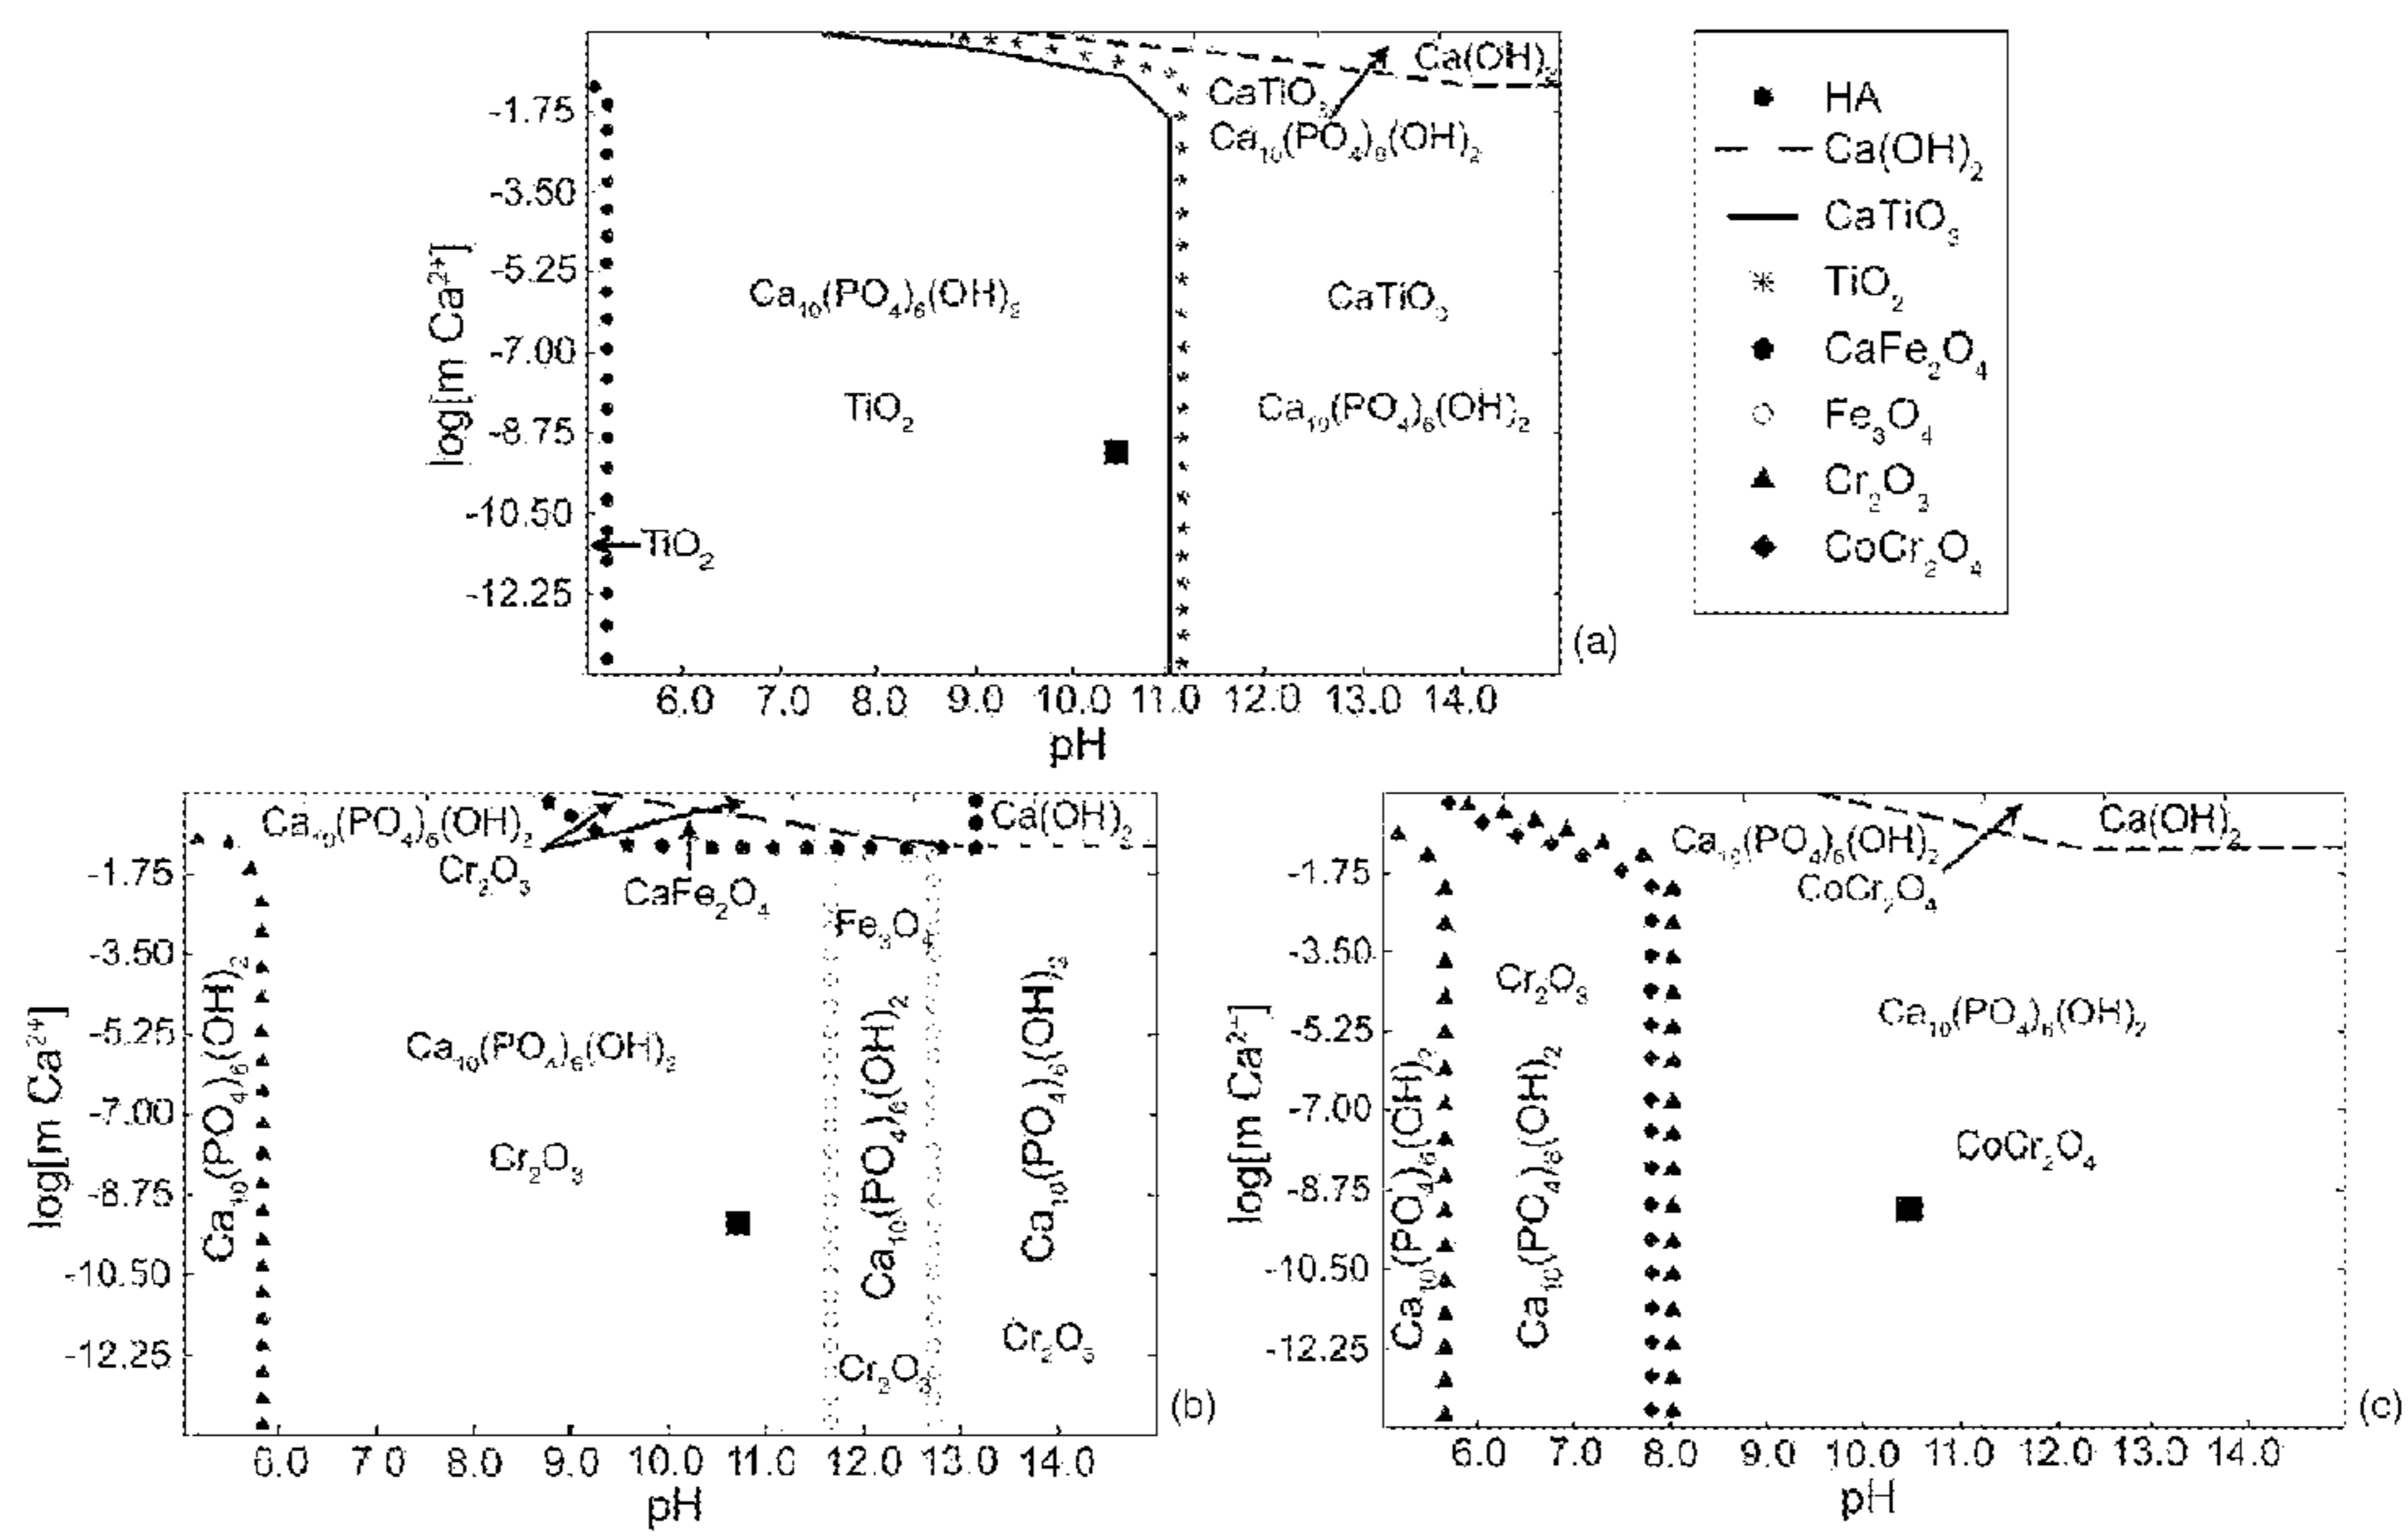 Ca(OH)₂
CaTiO₃
Ca₁₀(PO₄)₆(OH)₂
-1.75
-3.50
-5.25
-7.00
-8.75
-10.50
-12.25
log[m Ca²⁺]
Ca₁₀(PO₄)₆(OH)₂
CaTiO₃
TiO₂
Ca₁₀(PO₄)₆(OH)₂
TiO₂
6.0 7.0 8.0 9.0 10.0 11.0 12.0 13.0 14.0
pH
(a)
HA
Ca(OH)₂
CaTiO₃
TiO₂
CaFe₂O₄
Fe₃O₄
Cr₂O₃
CoCr₂O₄
Ca₁₀(PO₄)₆(OH)₂
Ca(OH)₂
Cr₂O₃
CaFe₂O₄
Fe₃O₄
-1.75
-3.50
-5.25
-7.00
-8.75
-10.50
-12.25
log[m Ca²⁺]
Ca₁₀(PO₄)₆(OH)₂
Ca₁₀(PO₄)₆(OH)₂
Cr₂O₃
Ca₁₀(PO₄)₆(OH)₂
Cr₂O₃
Ca₁₀(PO₄)₆(OH)₂
Cr₂O₃
6.0 7.0 8.0 9.0 10.0 11.0 12.0 13.0 14.0
pH
(b)
Ca₁₀(PO₄)₆(OH)₂
Ca(OH)₂
CoCr₂O₄
-1.75
-3.50
-5.25
-7.00
-8.75
-10.50
-12.25
log[m Ca²⁺]
Ca₁₀(PO₄)₆(OH)₂
Cr₂O₃
Ca₁₀(PO₄)₆(OH)₂
Ca₁₀(PO₄)₆(OH)₂
CoCr₂O₄
6.0 7.0 8.0 9.0 10.0 11.0 12.0 13.0 14.0
pH
(c)